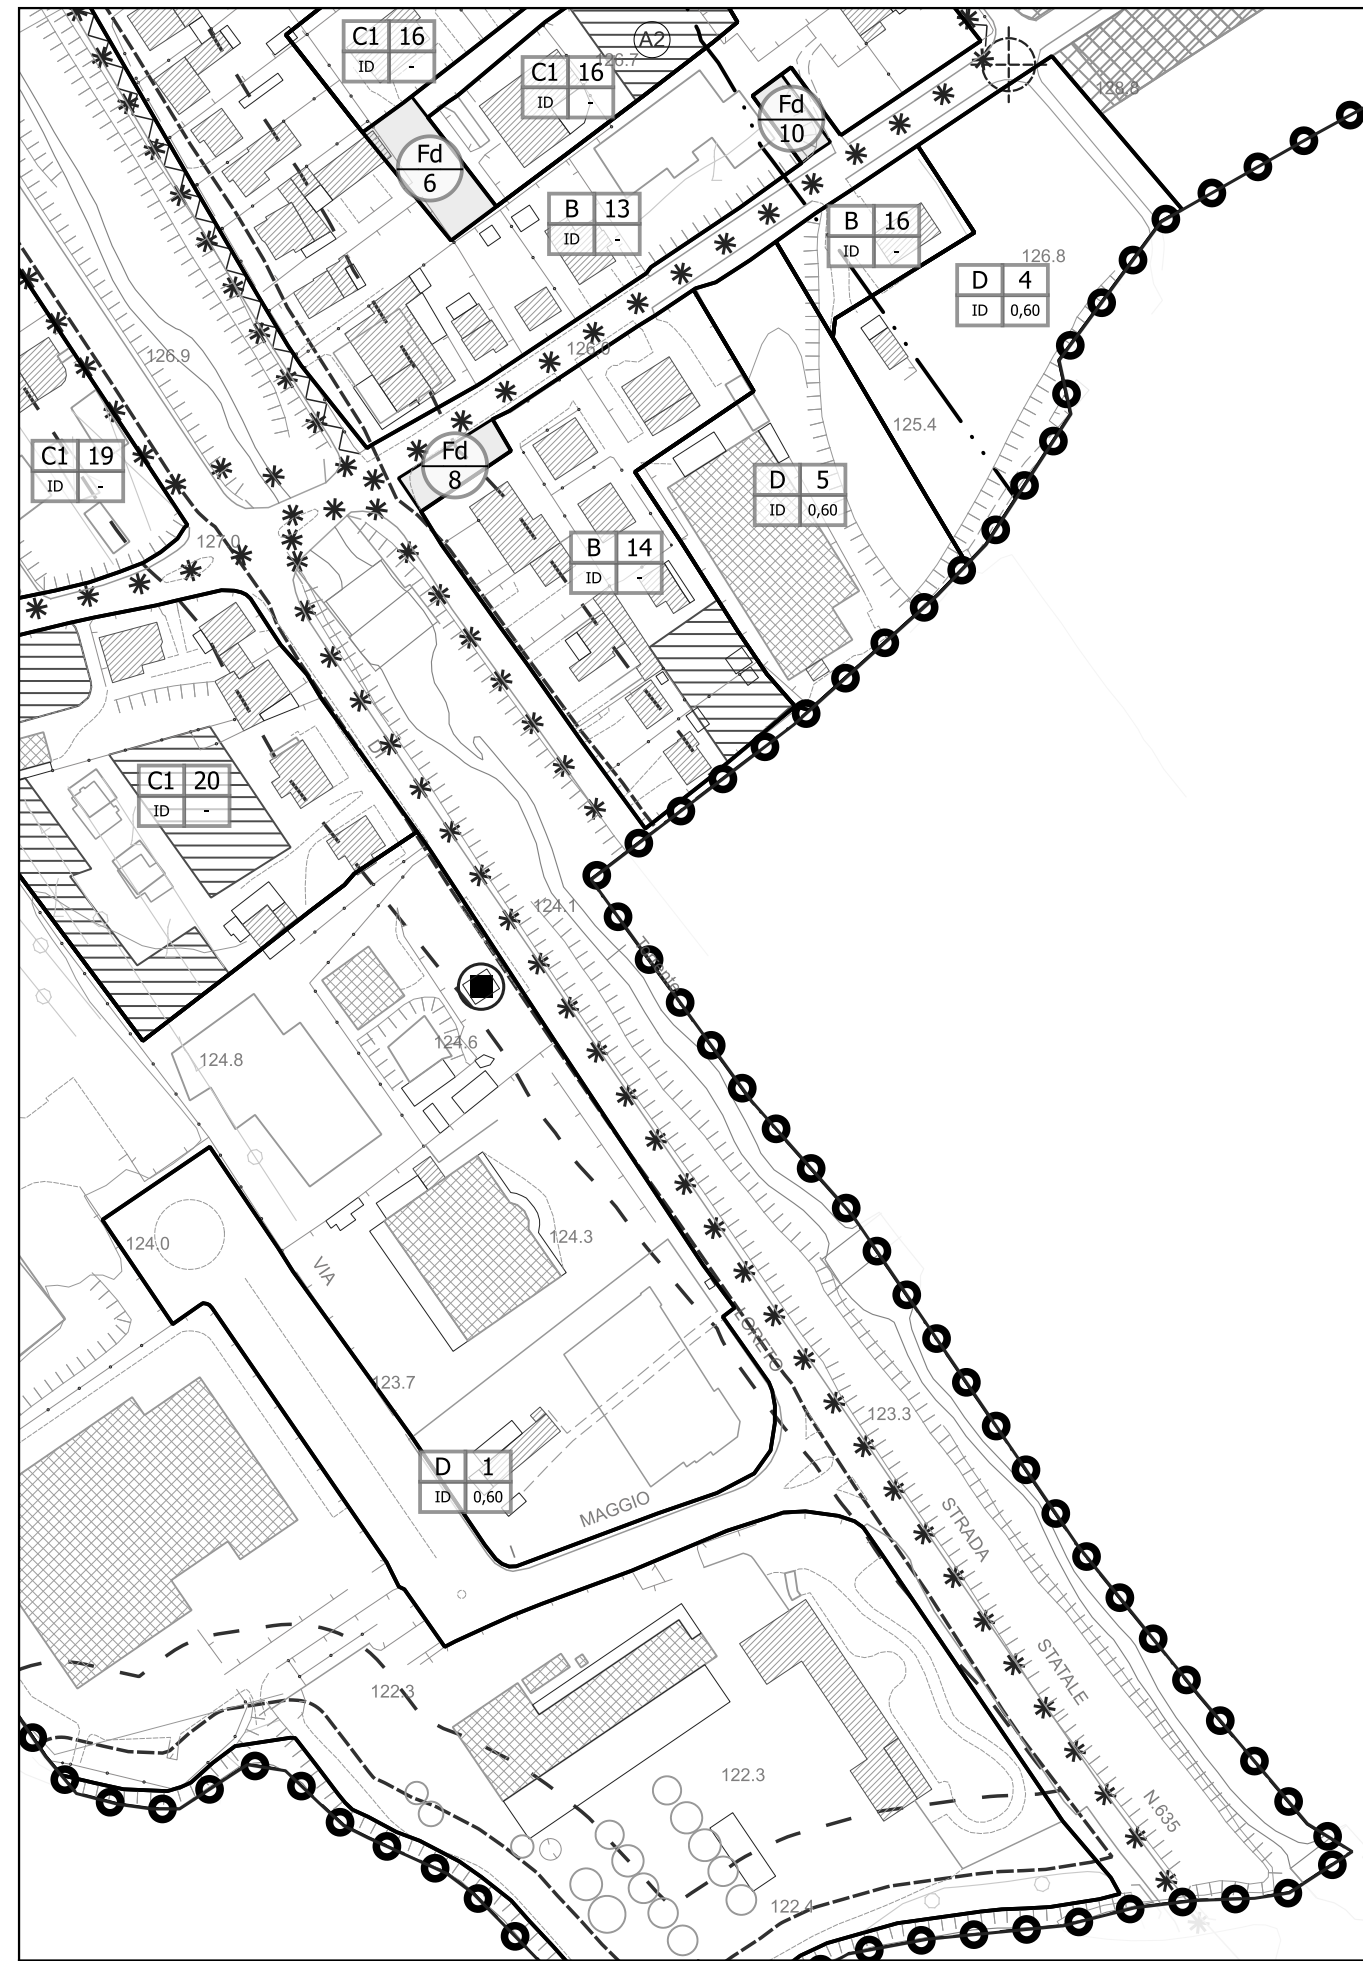 C1 16
ID -
A2
126.7
C1 16
ID -
128.8
Fd
10
Fd
6
B 13
ID -
B 16
ID -
126.8
D 4
ID 0,60
126.9
125.4
C1 19
ID -
Fd
8
D 5
ID 0,60
127.0
B 14
ID -
C1 20
ID -
124.1
124.6
124.8
124.3
124.0
VIA
LORETO
123.7
123.3
D 1
ID 0,60
MAGGIO
STRADA
STATALE
N.635
122.3
122.3
122.4